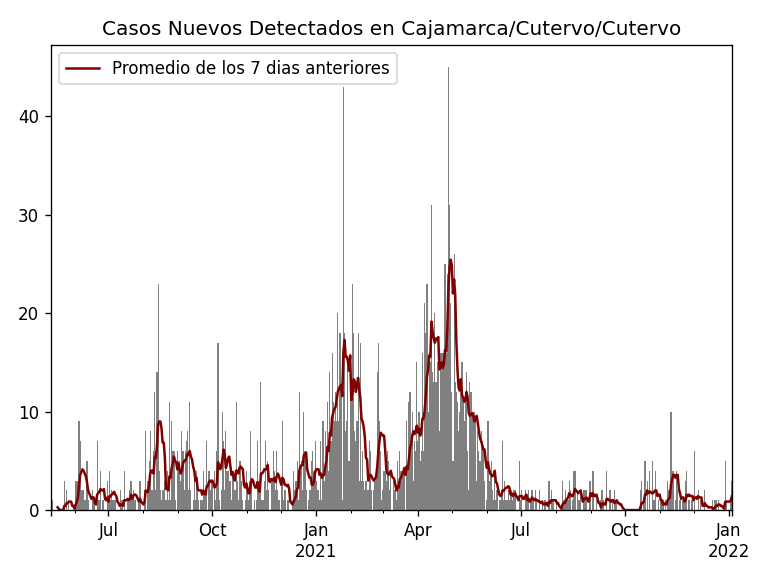 Casos Nuevos Detectados en Cajamarca/Cutervo/Cutervo
Promedio de los 7 dias anteriores
40
30
20
10
0
Jul Oct Jan Apr Jul Oct Jan
2021 2022